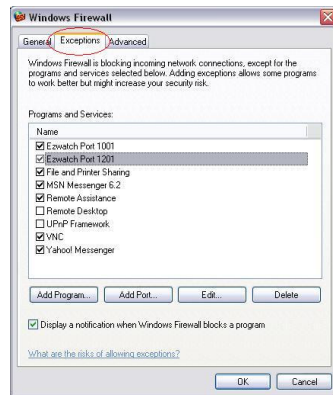 Windows Firewall
General Exceptions Advanced
Windows Firewall is blocking incoming network connections, except for the
programs and services selected below. Adding exceptions allows some programs
to work better but might increase your security risk.
Programs and Services:
Name
Ezwatch Port 1001
Ezwatch Port 1201
File and Printer Sharing
MSN Messenger 6.2
Remote Assistance
Remote Desktop
UPnP Framework
VNC
Yahoo! Messenger
Add Program... Add Port... Edit... Delete
Display a notification when Windows Firewall blocks a program
What are the risks of allowing exceptions?
OK Cancel